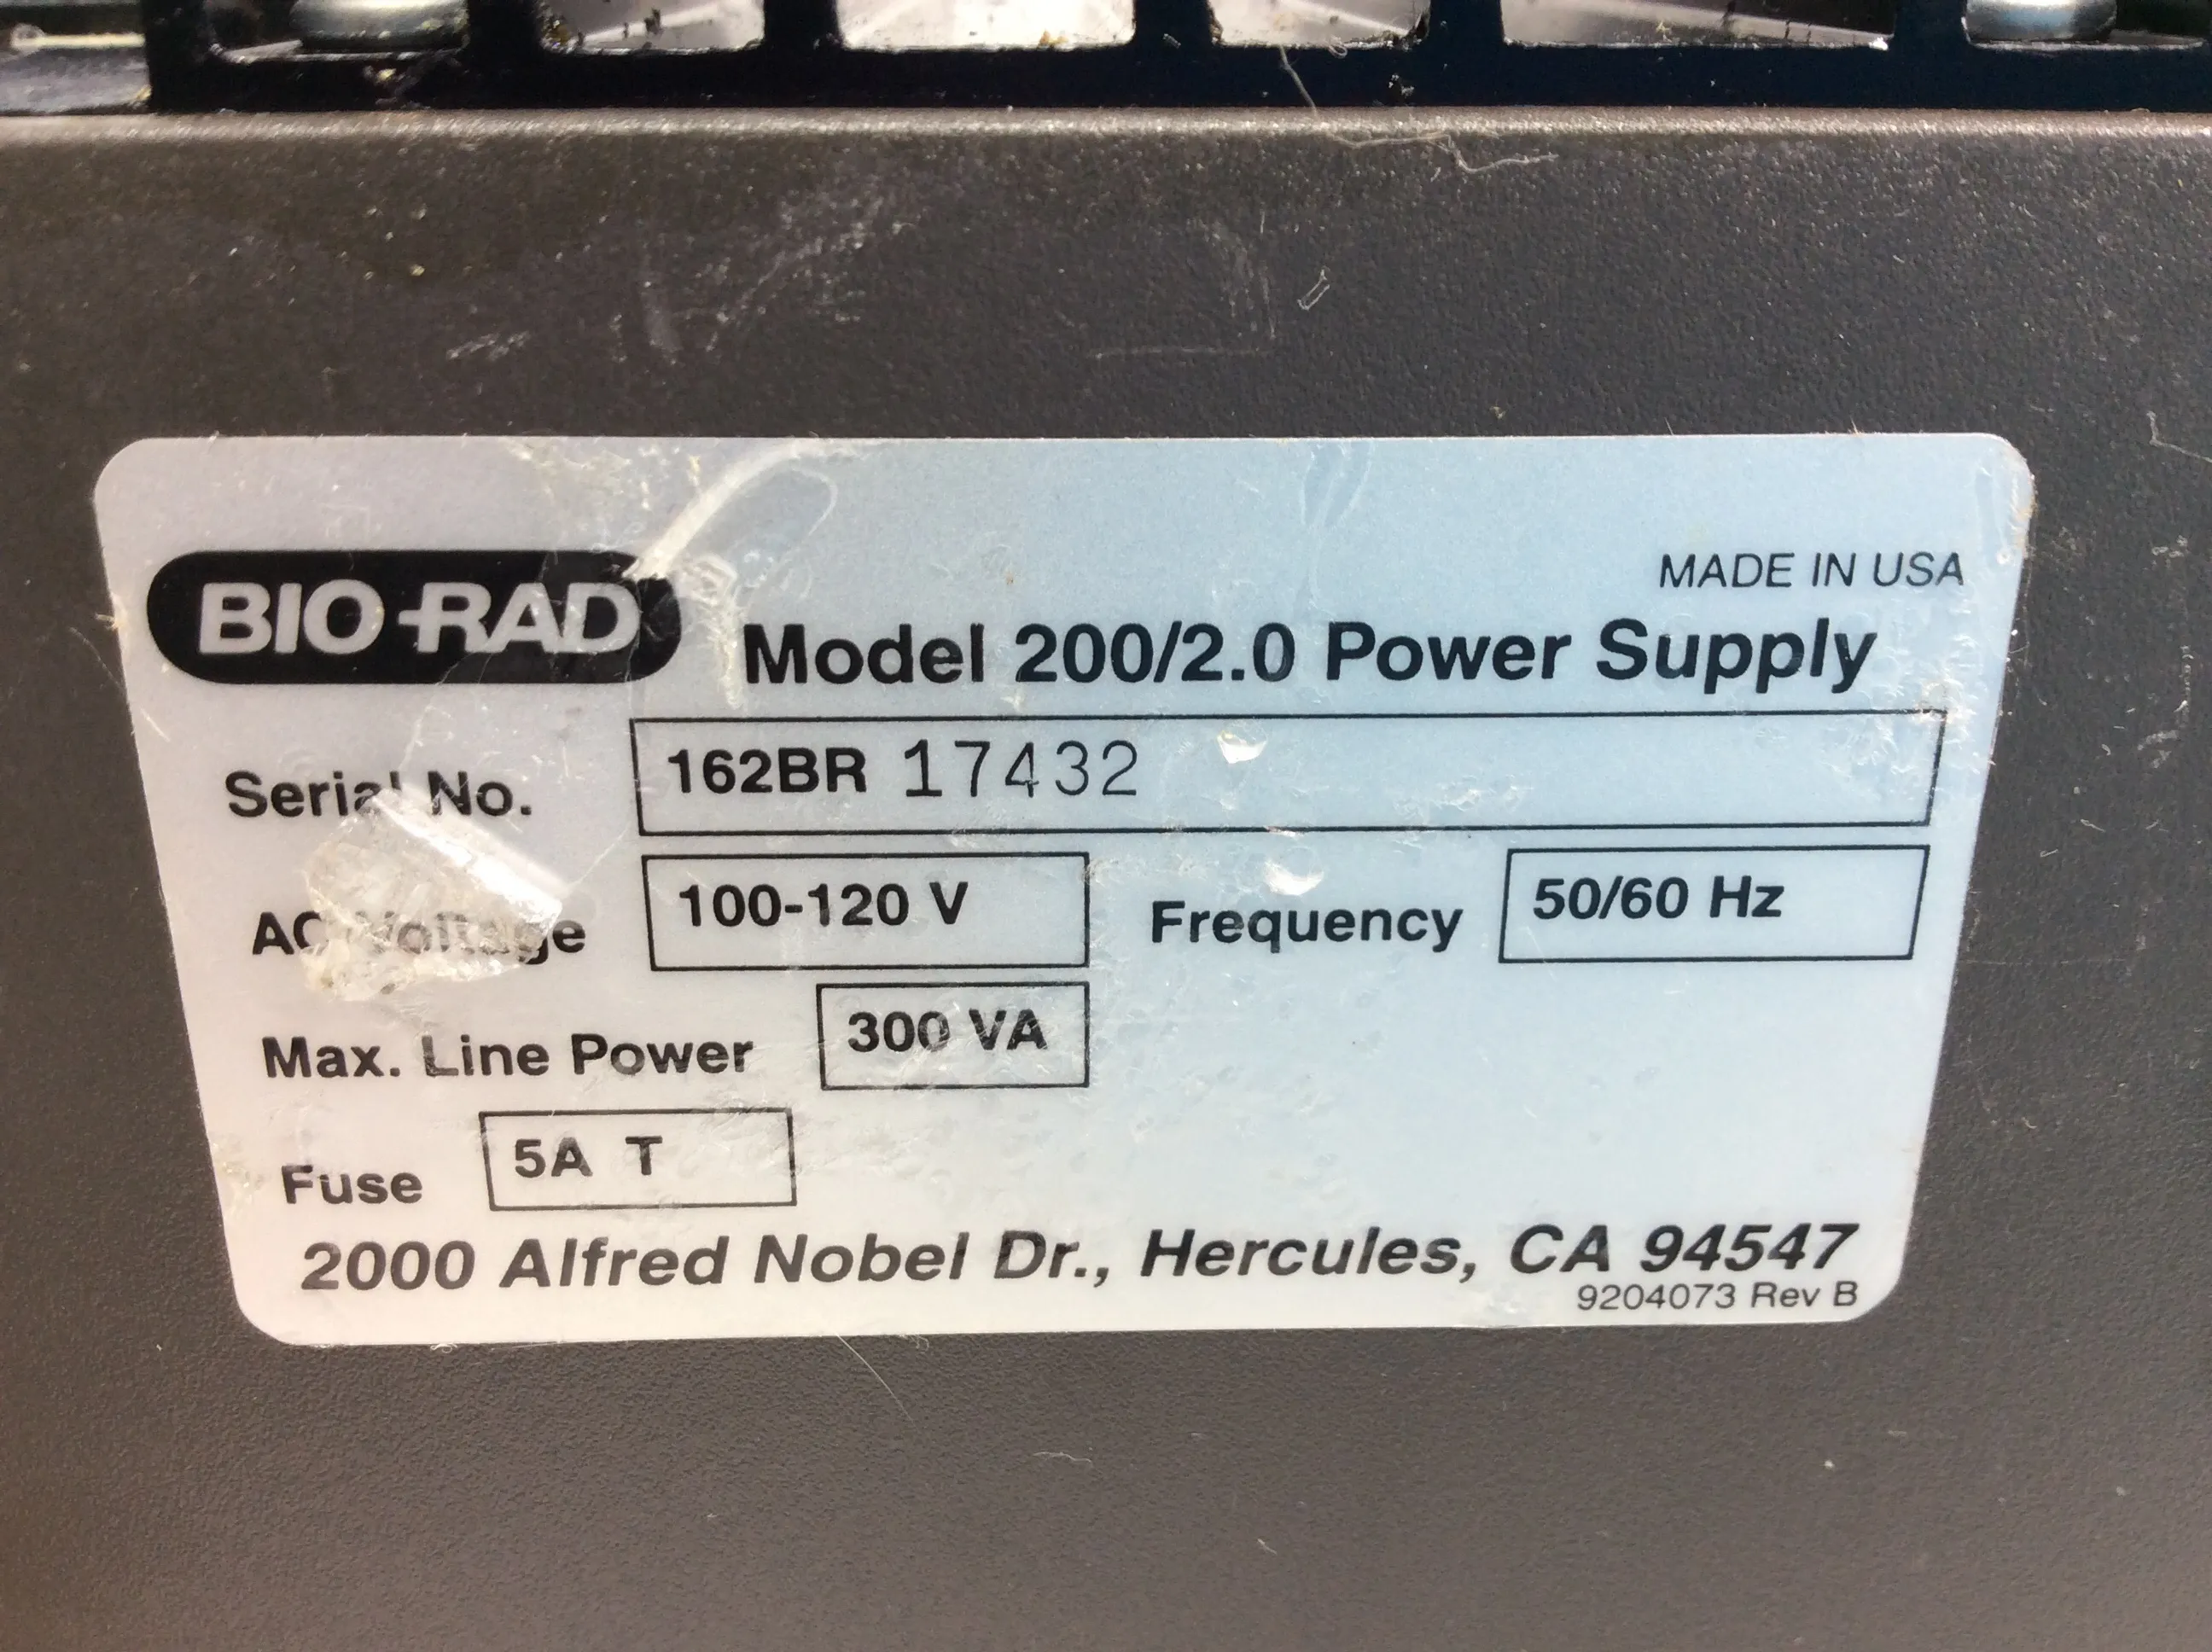 MADE IN USA
BIO-RAD Model 200/2.0 Power Supply
Serial No. 162BR 17432
AC Voltage 100-120 V Frequency 50/60 Hz
Max. Line Power 300 VA
Fuse 5A T
2000 Alfred Nobel Dr., Hercules, CA 94547
9204073 Rev B